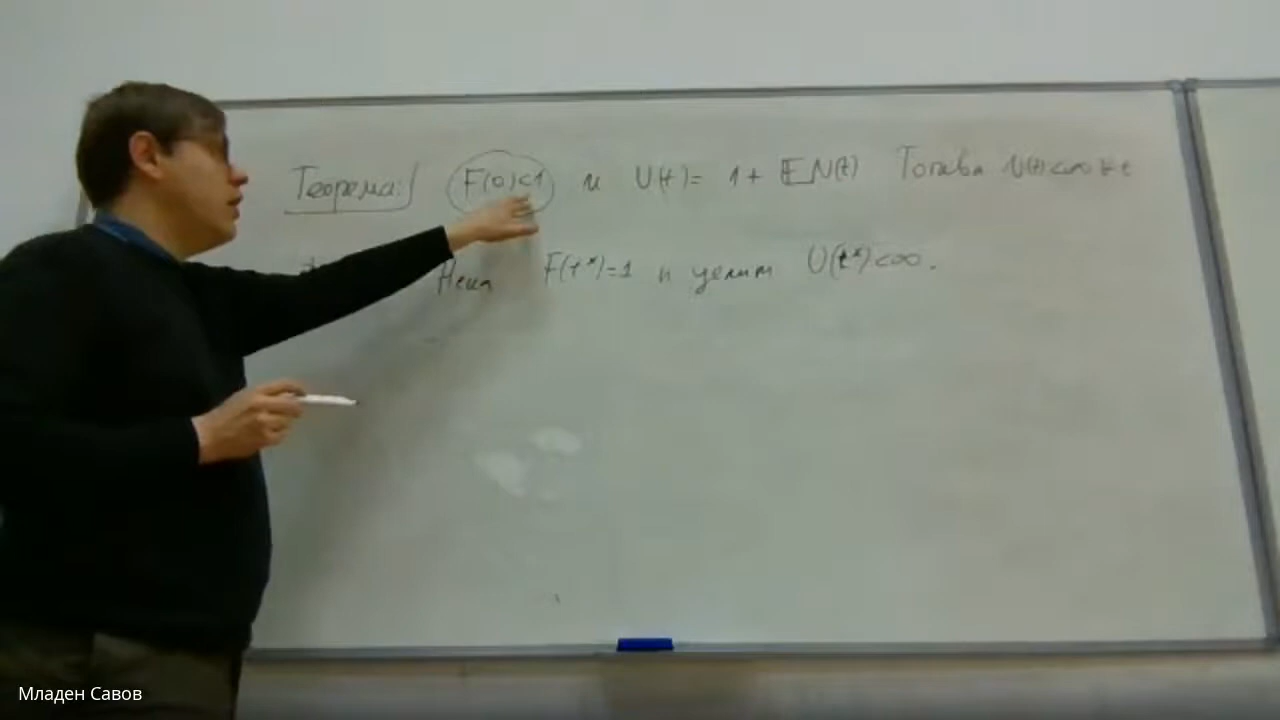 Теорема: F(0)<1 и U(t)= 1+ 𝔼N(t) Тогава U(t)<∞ ∀t
Нека F(t*)=1 и целим U(t*)<∞.
Младен Савов